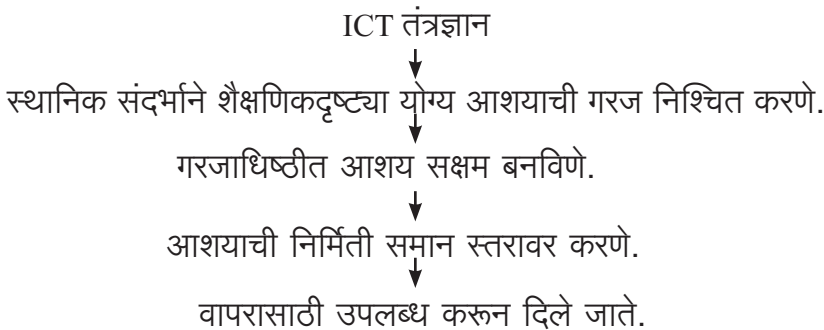 ICT तंत्रज्ञान
स्थानिक संदर्भाने शैक्षणिकदृष्ट्या योग्य आशयाची गरज निश्चित करणे.
गरजाधिष्ठीत आशय सक्षम बनविणे.
आशयाची निर्मिती समान स्तरावर करणे.
वापरासाठी उपलब्ध करून दिले जाते.